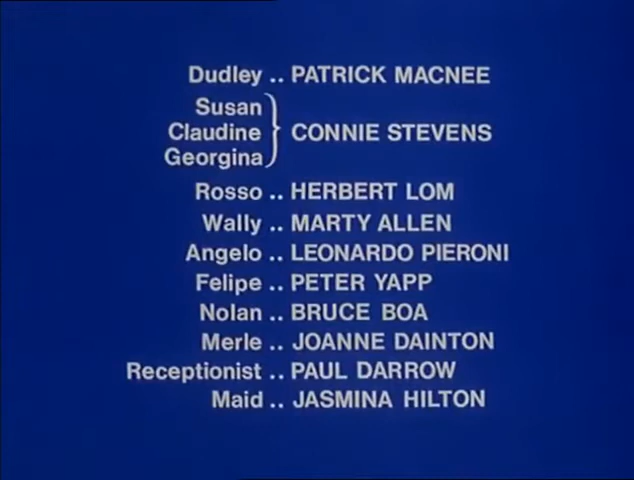 Dudley .. PATRICK MACNEE
Susan
Claudine } CONNIE STEVENS
Georgina
Rosso .. HERBERT LOM
Wally .. MARTY ALLEN
Angelo .. LEONARDO PIERONI
Felipe .. PETER YAPP
Nolan .. BRUCE BOA
Merle .. JOANNE DAINTON
Receptionist .. PAUL DARROW
Maid .. JASMINA HILTON